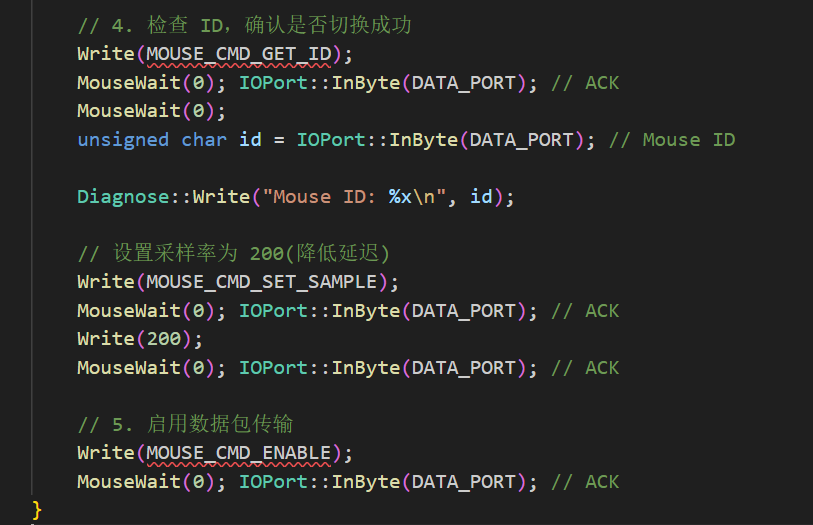 // 4. 检查 ID，确认是否切换成功
Write(MOUSE_CMD_GET_ID);
MouseWait(0); IOPort::InByte(DATA_PORT); // ACK
MouseWait(0);
unsigned char id = IOPort::InByte(DATA_PORT); // Mouse ID
Diagnose::Write("Mouse ID: %x\n", id);
// 设置采样率为 200(降低延迟)
Write(MOUSE_CMD_SET_SAMPLE);
MouseWait(0); IOPort::InByte(DATA_PORT); // ACK
Write(200);
MouseWait(0); IOPort::InByte(DATA_PORT); // ACK
// 5. 启用数据包传输
Write(MOUSE_CMD_ENABLE);
MouseWait(0); IOPort::InByte(DATA_PORT); // ACK
}